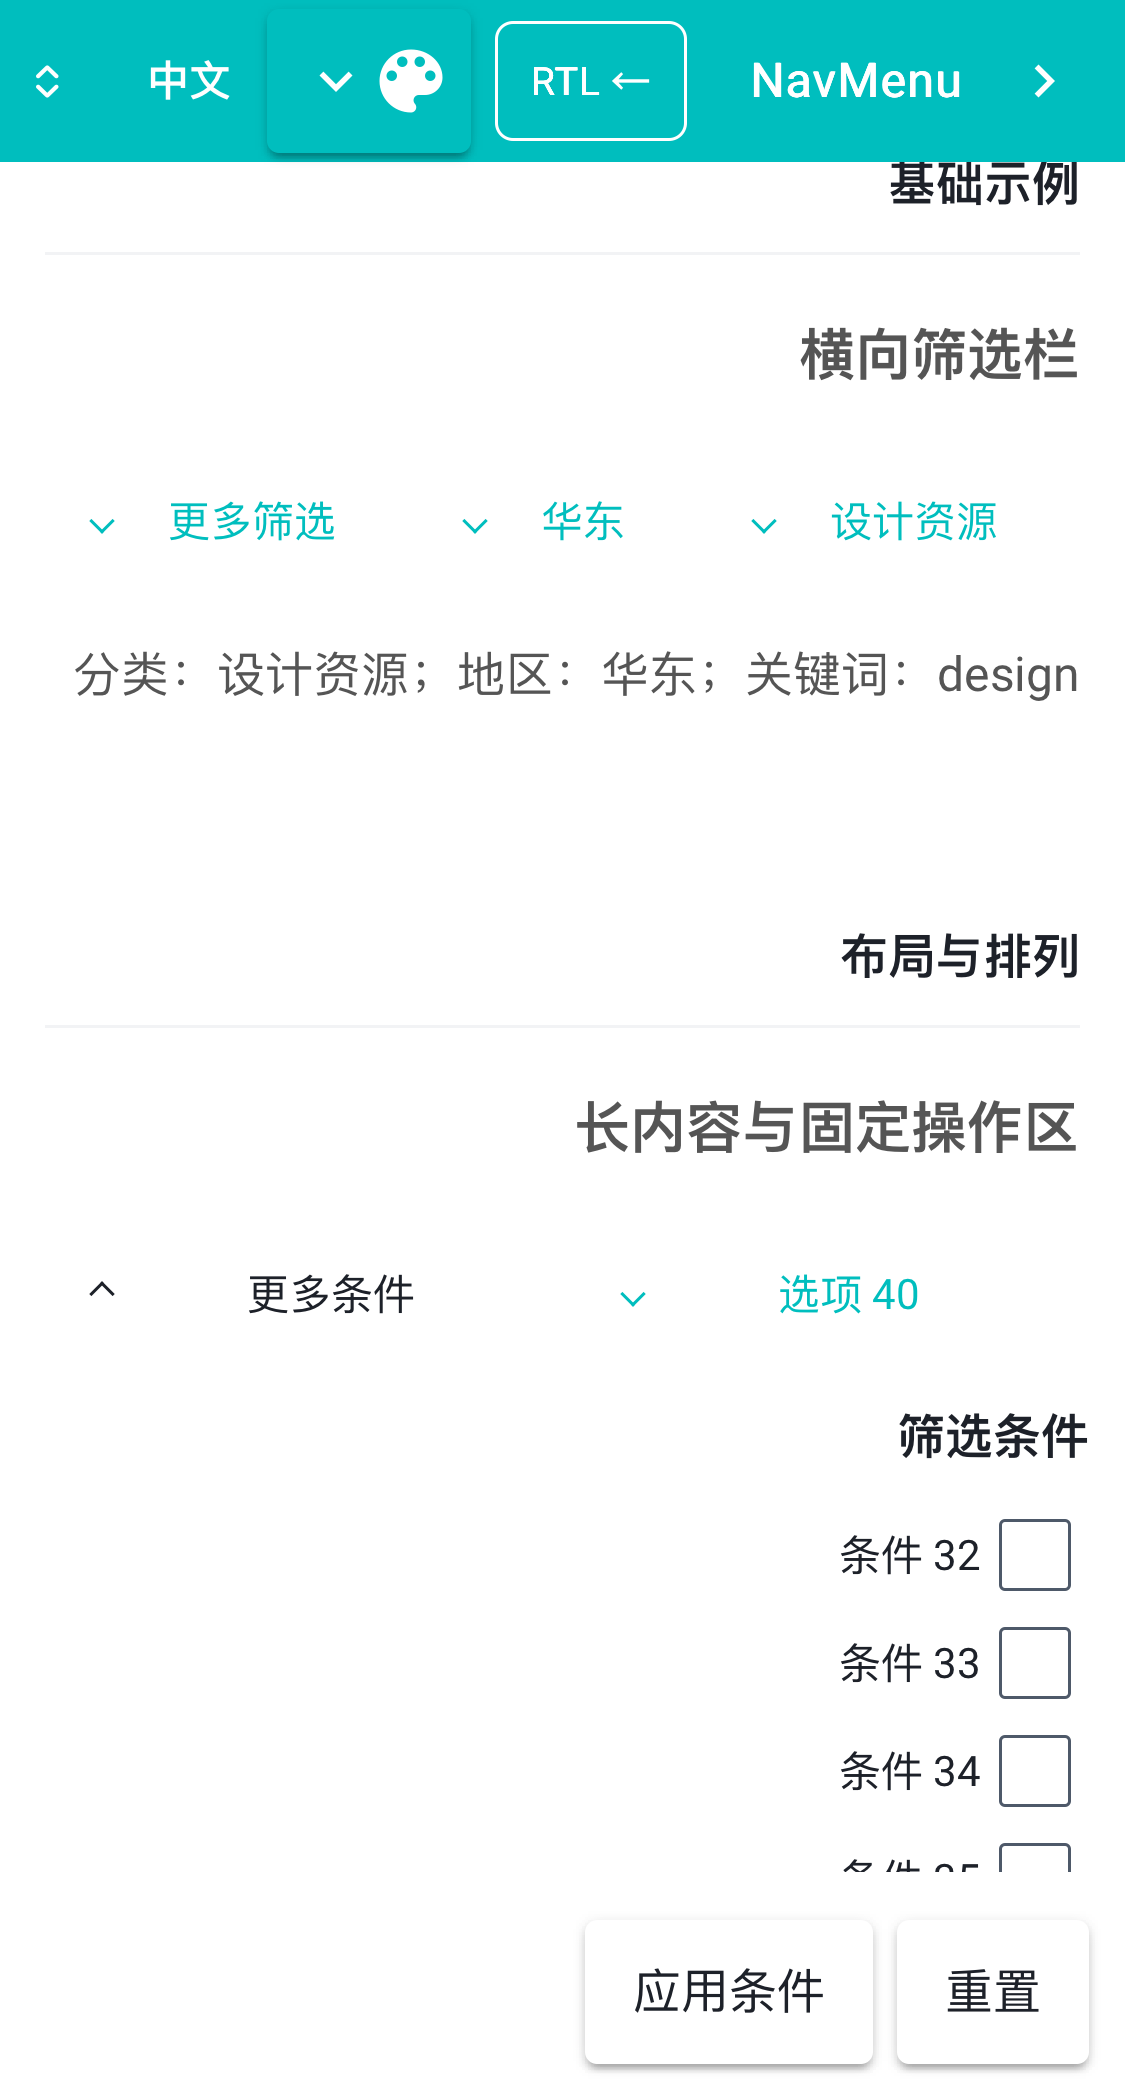 中文 RTL ← NavMenu
基础示例
横向筛选栏
更多筛选 华东 设计资源
分类：设计资源；地区：华东；关键词：design
布局与排列
长内容与固定操作区
更多条件 选项 40
筛选条件
条件 32
条件 33
条件 34
条件 35
应用条件 重置